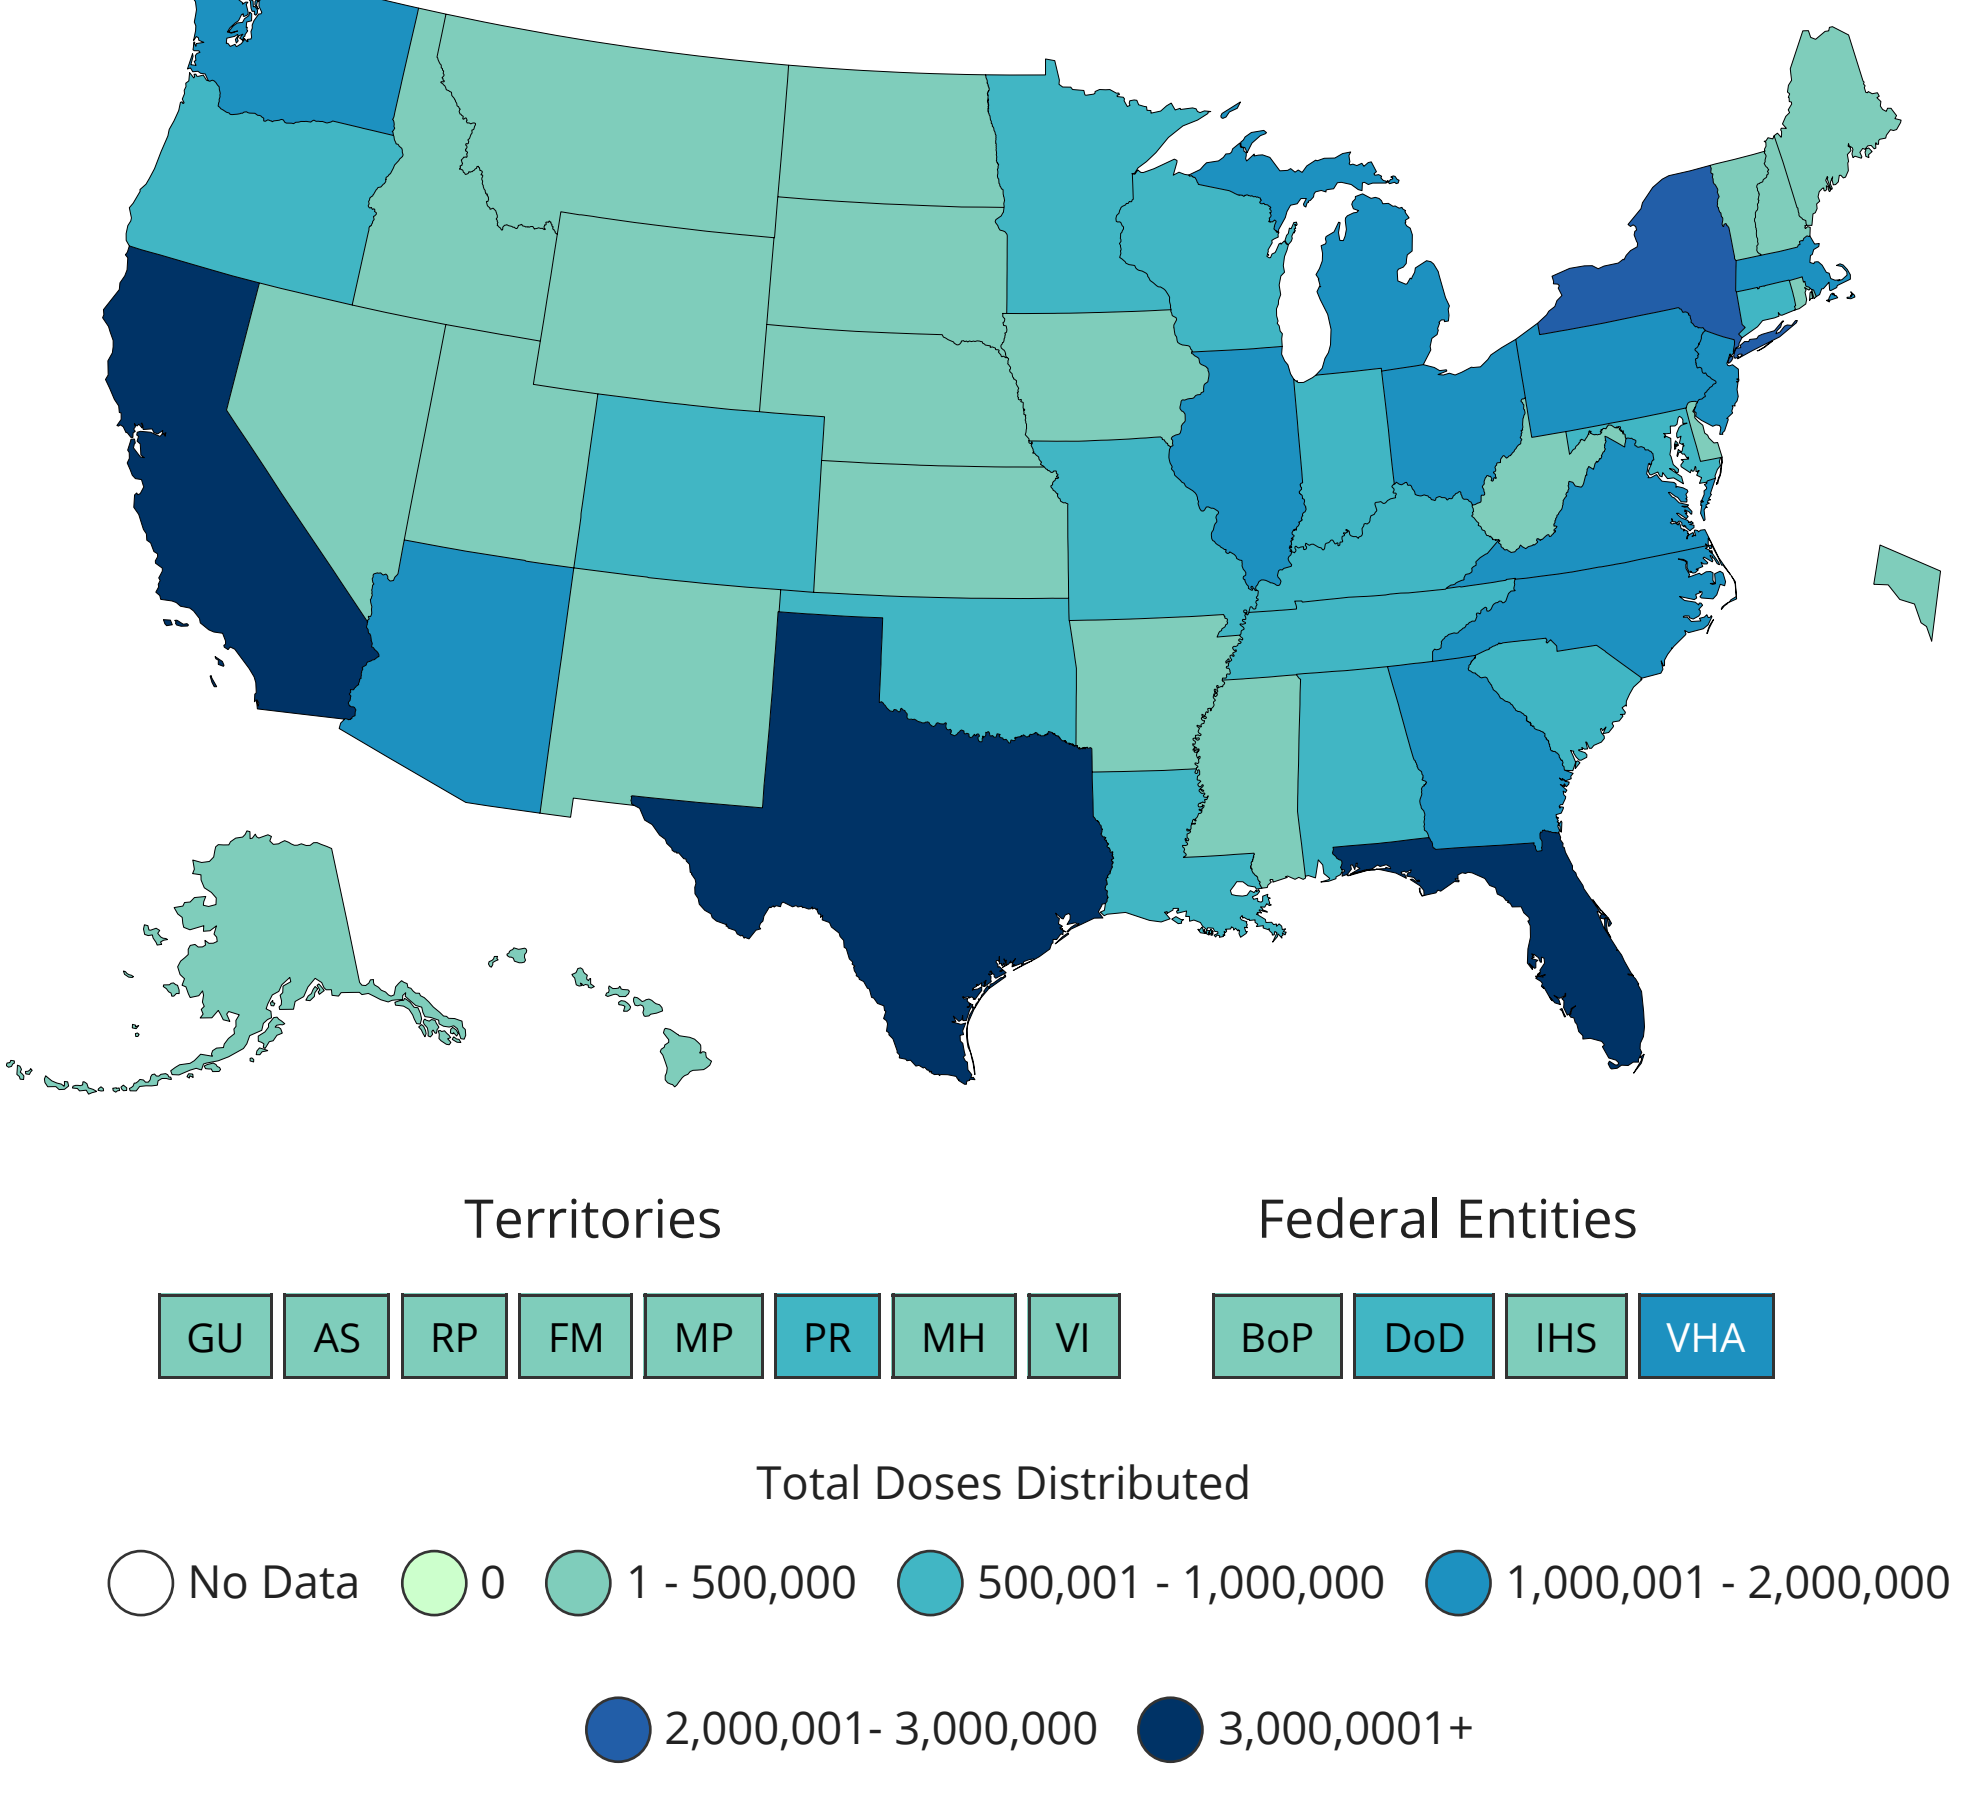 Territories
Federal Entities
GU AS RP FM MP PR MH VI
BoP DoD IHS VHA
Total Doses Distributed
No Data 0 1 - 500,000 500,001 - 1,000,000 1,000,001 - 2,000,000
2,000,001- 3,000,000 3,000,0001+